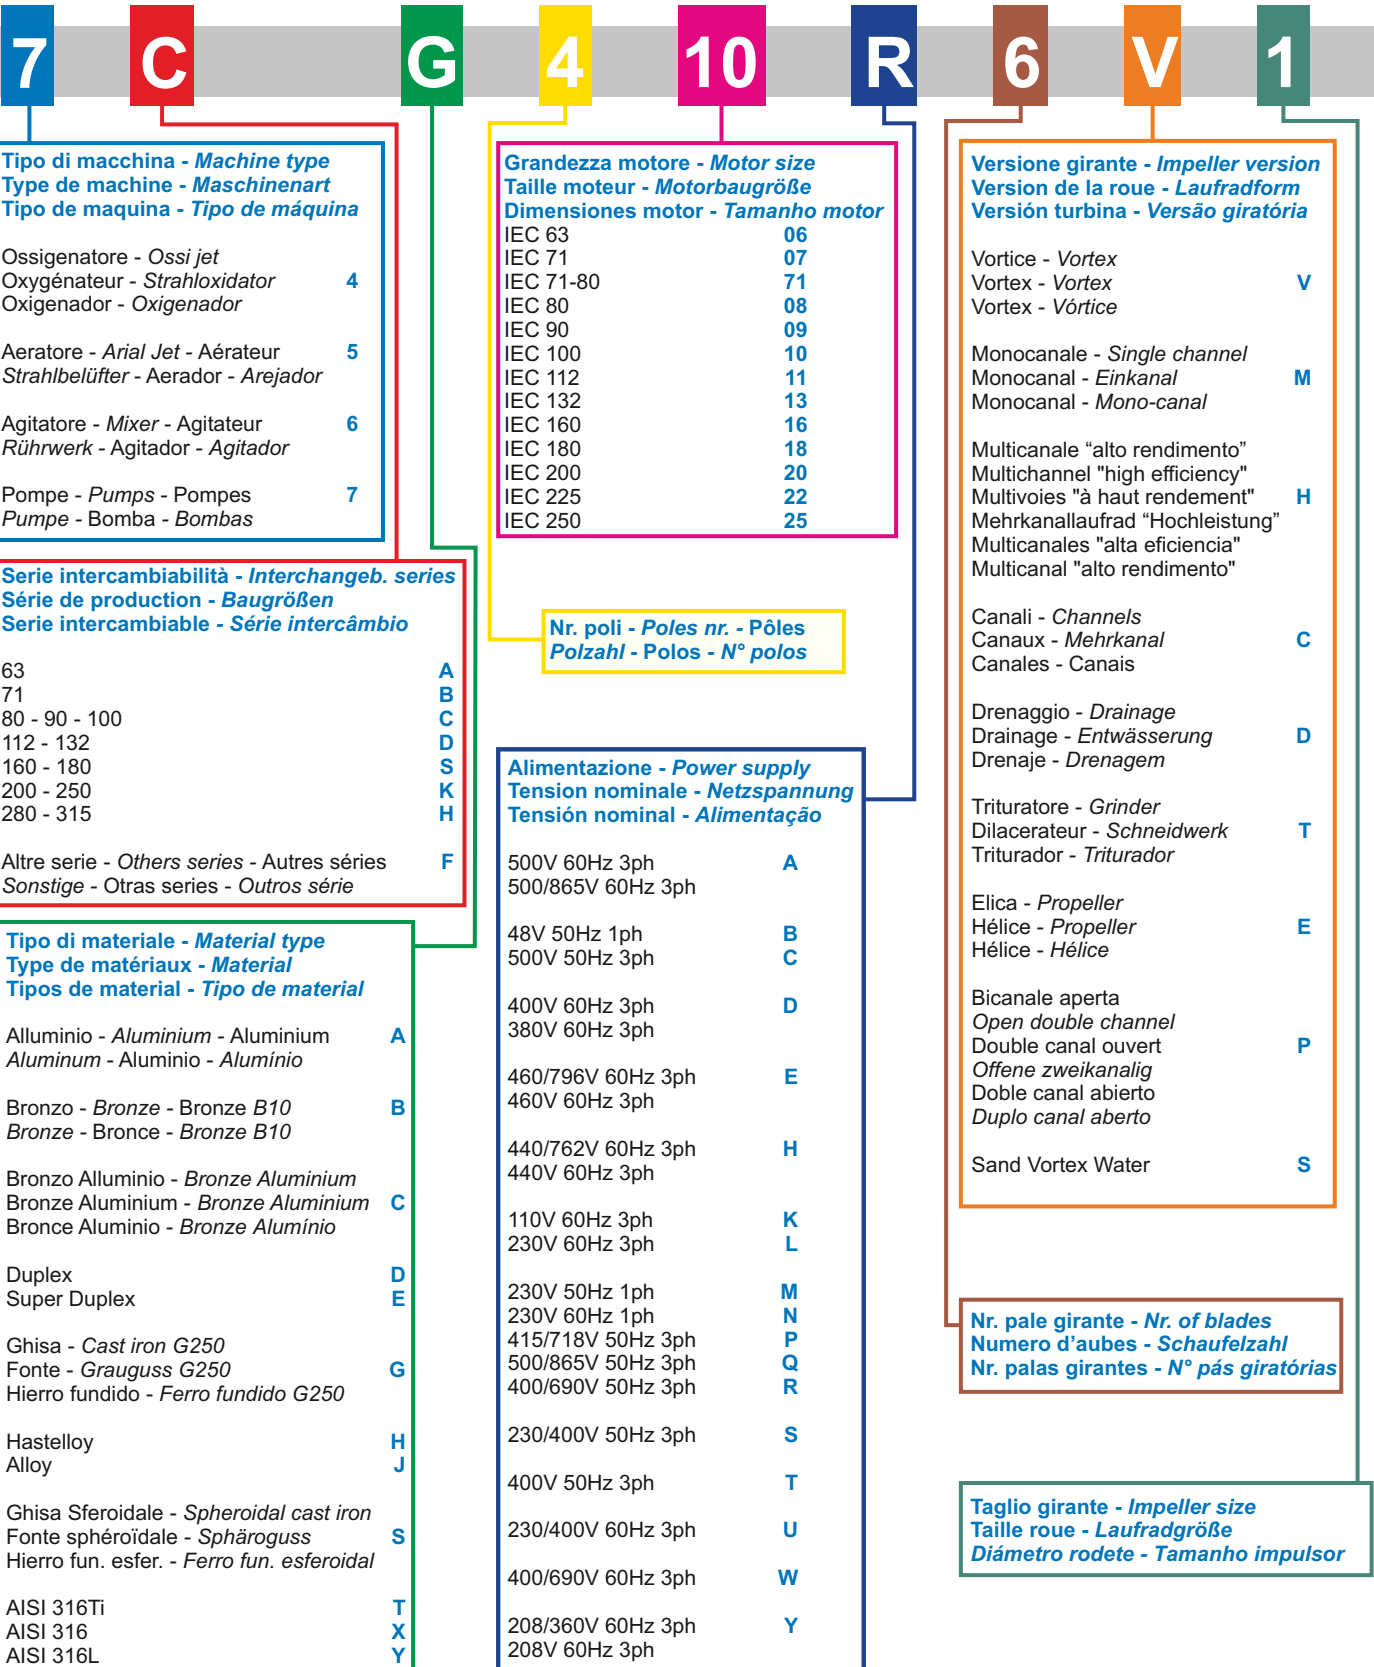 7 C G 4 10 R 6 V 1
Tipo di macchina - Machine type
Type de machine - Maschinenart
Tipo de maquina - Tipo de máquina
Ossigenatore - Ossi jet
Oxygénateur - Strahloxidator 4
Oxigenador - Oxigenador
Aeratore - Arial Jet - Aérateur 5
Strahlbelüfter - Aerador - Arejador
Agitatore - Mixer - Agitateur 6
Rührwerk - Agitador - Agitador
Pompe - Pumps - Pompes 7
Pumpe - Bomba - Bombas
Serie intercambiabilità - Interchangeb. series
Série de production - Baugrößen
Serie intercambiable - Série intercâmbio
63 A
71 B
80 - 90 - 100 C
112 - 132 D
160 - 180 S
200 - 250 K
280 - 315 H
Altre serie - Others series - Autres séries F
Sonstige - Otras series - Outros série
Tipo di materiale - Material type
Type de matériaux - Material
Tipos de material - Tipo de material
Alluminio - Aluminium - Aluminium A
Aluminum - Aluminio - Alumínio
Bronzo - Bronze - Bronze B10 B
Bronze - Bronce - Bronze B10
Bronzo Alluminio - Bronze Aluminium
Bronze Aluminium - Bronze Aluminium C
Bronce Aluminio - Bronze Alumínio
Duplex D
Super Duplex E
Ghisa - Cast iron G250
Fonte - Grauguss G250 G
Hierro fundido - Ferro fundido G250
Hastelloy H
Alloy J
Ghisa Sferoidale - Spheroidal cast iron
Fonte sphéroïdale - Sphäroguss S
Hierro fun. esfer. - Ferro fun. esferoidal
AISI 316Ti T
AISI 316 X
AISI 316L Y
Grandezza motore - Motor size
Taille moteur - Motorbaugröße
Dimensiones motor - Tamanho motor
IEC 63 06
IEC 71 07
IEC 71-80 71
IEC 80 08
IEC 90 09
IEC 100 10
IEC 112 11
IEC 132 13
IEC 160 16
IEC 180 18
IEC 200 20
IEC 225 22
IEC 250 25
Nr. poli - Poles nr. - Pôles
Polzahl - Polos - N° polos
Alimentazione - Power supply
Tension nominale - Netzspannung
Tensión nominal - Alimentação
500V 60Hz 3ph A
500/865V 60Hz 3ph
48V 50Hz 1ph B
500V 50Hz 3ph C
400V 60Hz 3ph D
380V 60Hz 3ph
460/796V 60Hz 3ph E
460V 60Hz 3ph
440/762V 60Hz 3ph H
440V 60Hz 3ph
110V 60Hz 3ph K
230V 60Hz 3ph L
230V 50Hz 1ph M
230V 60Hz 1ph N
415/718V 50Hz 3ph P
500/865V 50Hz 3ph Q
400/690V 50Hz 3ph R
230/400V 50Hz 3ph S
400V 50Hz 3ph T
230/400V 60Hz 3ph U
400/690V 60Hz 3ph W
208/360V 60Hz 3ph Y
208V 60Hz 3ph
Versione girante - Impeller version
Version de la roue - Laufradform
Versión turbina - Versão giratória
Vortice - Vortex
Vortex - Vortex V
Vortex - Vórtice
Monocanale - Single channel
Monocanal - Einkanal M
Monocanal - Mono-canal
Multicanale “alto rendimento”
Multichannel "high efficiency"
Multivoies "à haut rendement" H
Mehrkanallaufrad “Hochleistung”
Multicanales "alta eficiencia"
Multicanal "alto rendimento"
Canali - Channels
Canaux - Mehrkanal C
Canales - Canais
Drenaggio - Drainage
Drainage - Entwässerung D
Drenaje - Drenagem
Trituratore - Grinder
Dilacerateur - Schneidwerk T
Triturador - Triturador
Elica - Propeller
Hélice - Propeller E
Hélice - Hélice
Bicanale aperta
Open double channel
Double canal ouvert P
Offene zweikanalig
Doble canal abierto
Duplo canal aberto
Sand Vortex Water S
Nr. pale girante - Nr. of blades
Numero d’aubes - Schaufelzahl
Nr. palas girantes - N° pás giratórias
Taglio girante - Impeller size
Taille roue - Laufradgröße
Diámetro rodete - Tamanho impulsor